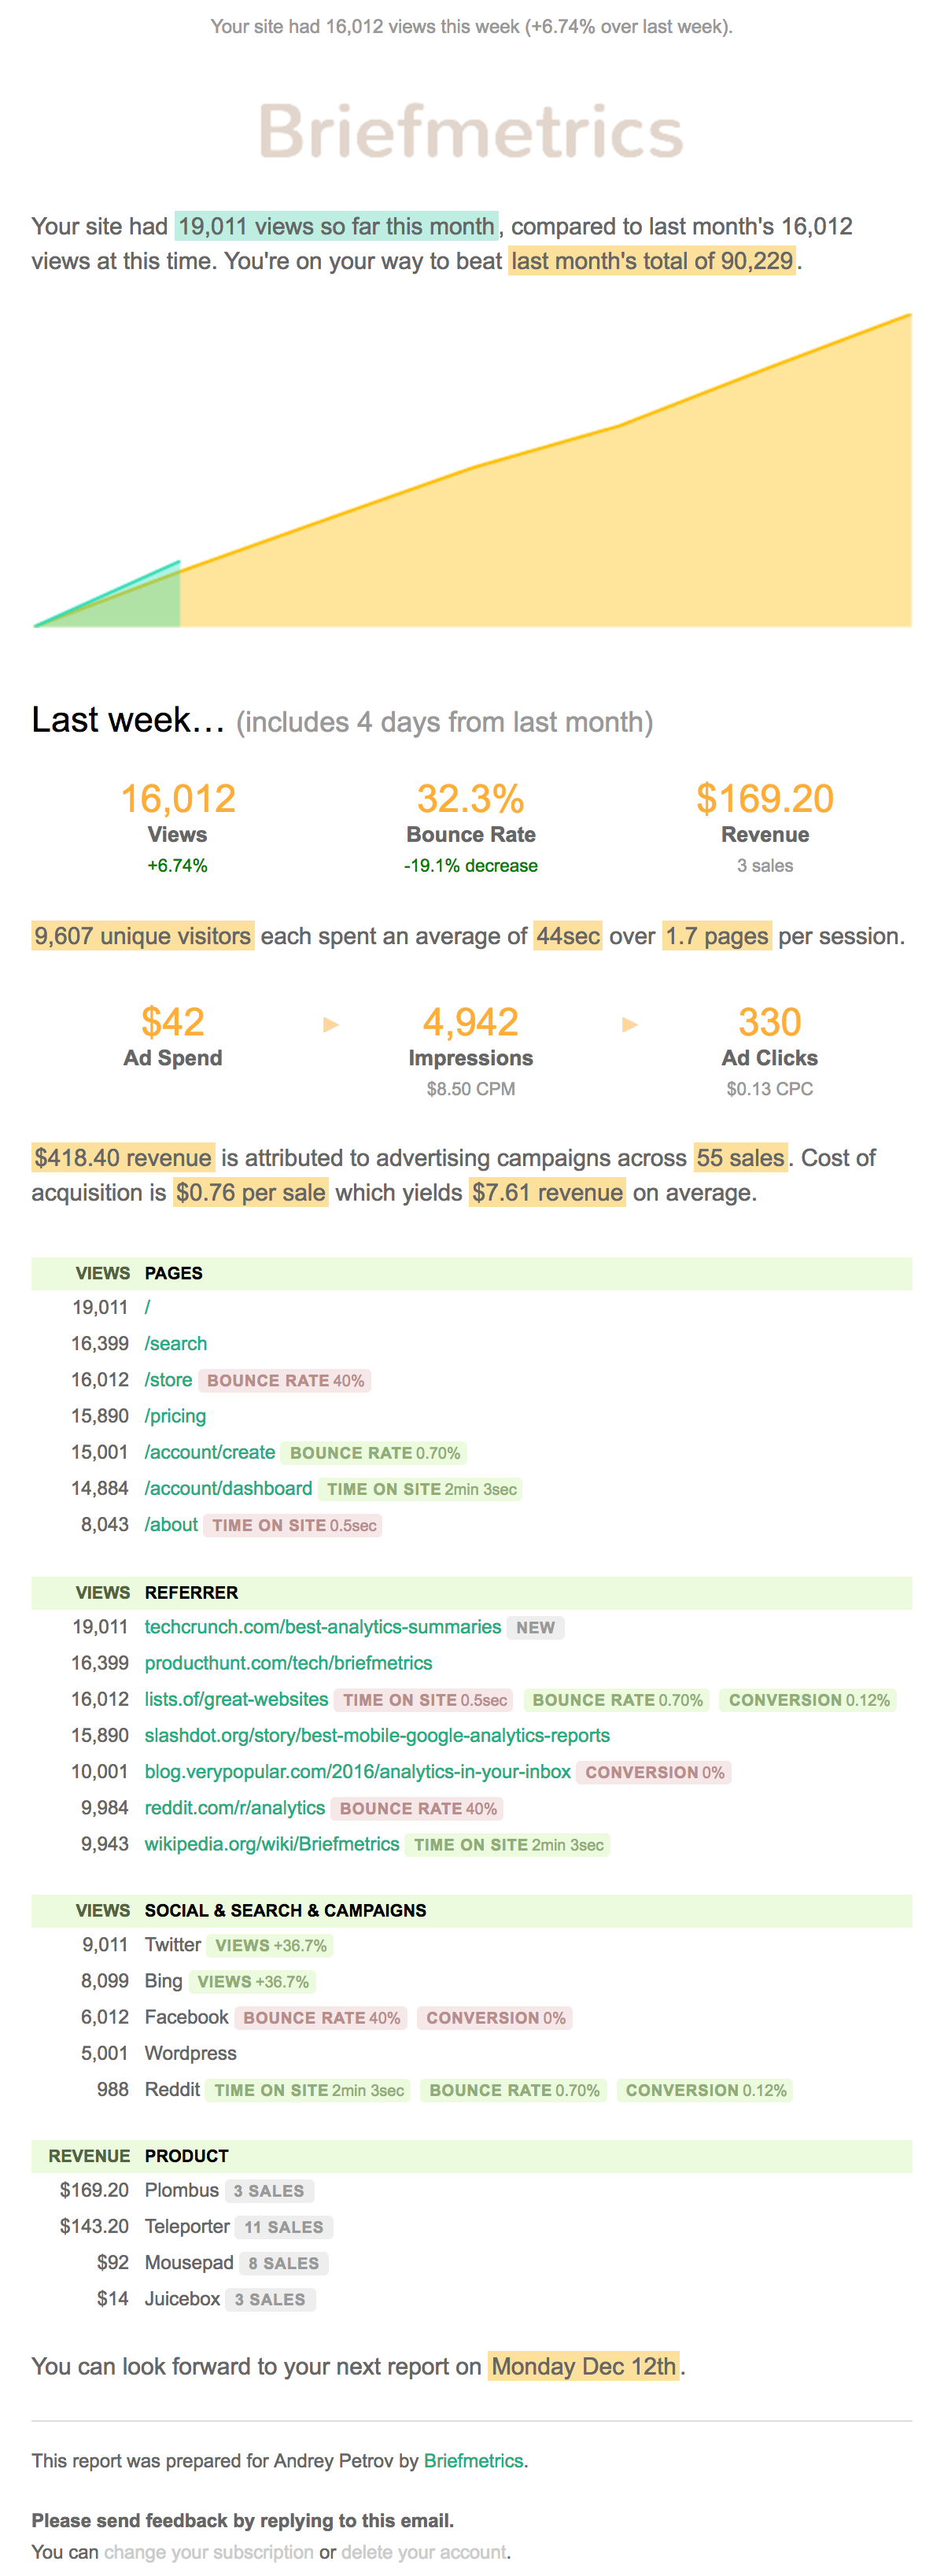 Your site had 16,012 views this week (+6.74% over last week).
Briefmetrics
Your site had 19,011 views so far this month, compared to last month's 16,012
views at this time. You're on your way to beat last month's total of 90,229.
Last week… (includes 4 days from last month)
16,012 32.3% $169.20
Views Bounce Rate Revenue
+6.74% -19.1% decrease 3 sales
9,607 unique visitors each spent an average of 44sec over 1.7 pages per session.
$42 ► 4,942 ► 330
Ad Spend Impressions Ad Clicks
$8.50 CPM $0.13 CPC
$418.40 revenue is attributed to advertising campaigns across 55 sales. Cost of
acquisition is $0.76 per sale which yields $7.61 revenue on average.
VIEWS PAGES
19,011 /
16,399 /search
16,012 /store BOUNCE RATE 40%
15,890 /pricing
15,001 /account/create BOUNCE RATE 0.70%
14,884 /account/dashboard TIME ON SITE 2min 3sec
8,043 /about TIME ON SITE 0.5sec
VIEWS REFERRER
19,011 techcrunch.com/best-analytics-summaries NEW
16,399 producthunt.com/tech/briefmetrics
16,012 lists.of/great-websites TIME ON SITE 0.5sec BOUNCE RATE 0.70% CONVERSION 0.12%
15,890 slashdot.org/story/best-mobile-google-analytics-reports
10,001 blog.verypopular.com/2016/analytics-in-your-inbox CONVERSION 0%
9,984 reddit.com/r/analytics BOUNCE RATE 40%
9,943 wikipedia.org/wiki/Briefmetrics TIME ON SITE 2min 3sec
VIEWS SOCIAL & SEARCH & CAMPAIGNS
9,011 Twitter VIEWS +36.7%
8,099 Bing VIEWS +36.7%
6,012 Facebook BOUNCE RATE 40% CONVERSION 0%
5,001 Wordpress
988 Reddit TIME ON SITE 2min 3sec BOUNCE RATE 0.70% CONVERSION 0.12%
REVENUE PRODUCT
$169.20 Plombus 3 SALES
$143.20 Teleporter 11 SALES
$92 Mousepad 8 SALES
$14 Juicebox 3 SALES
You can look forward to your next report on Monday Dec 12th.
This report was prepared for Andrey Petrov by Briefmetrics.
Please send feedback by replying to this email.
You can change your subscription or delete your account.